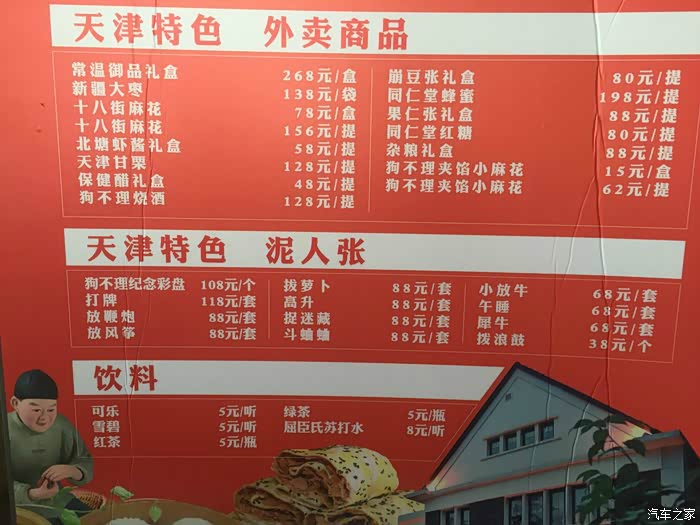 天津特色 外卖商品
常温御品礼盒 268元/盒
新疆大枣 138元/袋
十八街麻花 78元/盒
十八街麻花 156元/提
北塘虾酱礼盒 58元/提
天津甘栗 128元/提
保健醋礼盒 48元/提
狗不理烧酒 128元/提
崩豆张礼盒 80元/提
同仁堂蜂蜜 198元/提
果仁张礼盒 88元/提
同仁堂红糖 80元/提
杂粮礼盒 88元/提
狗不理夹馅小麻花 15元/盒
狗不理夹馅小麻花 62元/提
天津特色 泥人张
狗不理纪念彩盘 108元/个
打牌 118元/套
放鞭炮 88元/套
放风筝 88元/套
拔萝卜 88元/套
高升 88元/套
捉迷藏 88元/套
斗蛐蛐 88元/套
小放牛 68元/套
午睡 68元/套
犀牛 68元/套
拨浪鼓 38元/个
饮料
可乐 5元/听
雪碧 5元/听
红茶 5元/瓶
绿茶 5元/瓶
屈臣氏苏打水 8元/听
汽车之家